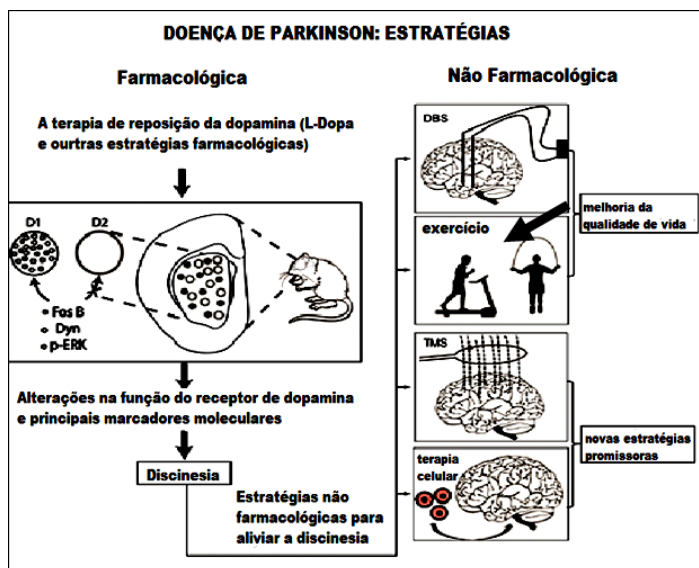 DOENÇA DE PARKINSON: ESTRATÉGIAS
Farmacológica
A terapia de reposição da dopamina (L-Dopa
e ourtras estratégias farmacológicas)
D1
D2
Fos B
Dyn
p-ERK
Alterações na função do receptor de dopamina
e principais marcadores moleculares
Discinesia
Estratégias não
farmacológicas para
aliviar a discinesia
Não Farmacológica
DBS
exercício
melhoria da
qualidade de vida
TMS
terapia
celular
novas estratégias
promissoras